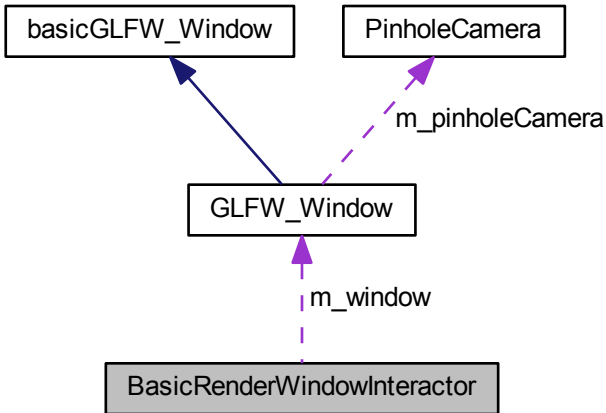 basicGLFW_Window
PinholeCamera
m_pinholeCamera
GLFW_Window
m_window
BasicRenderWindowInteractor